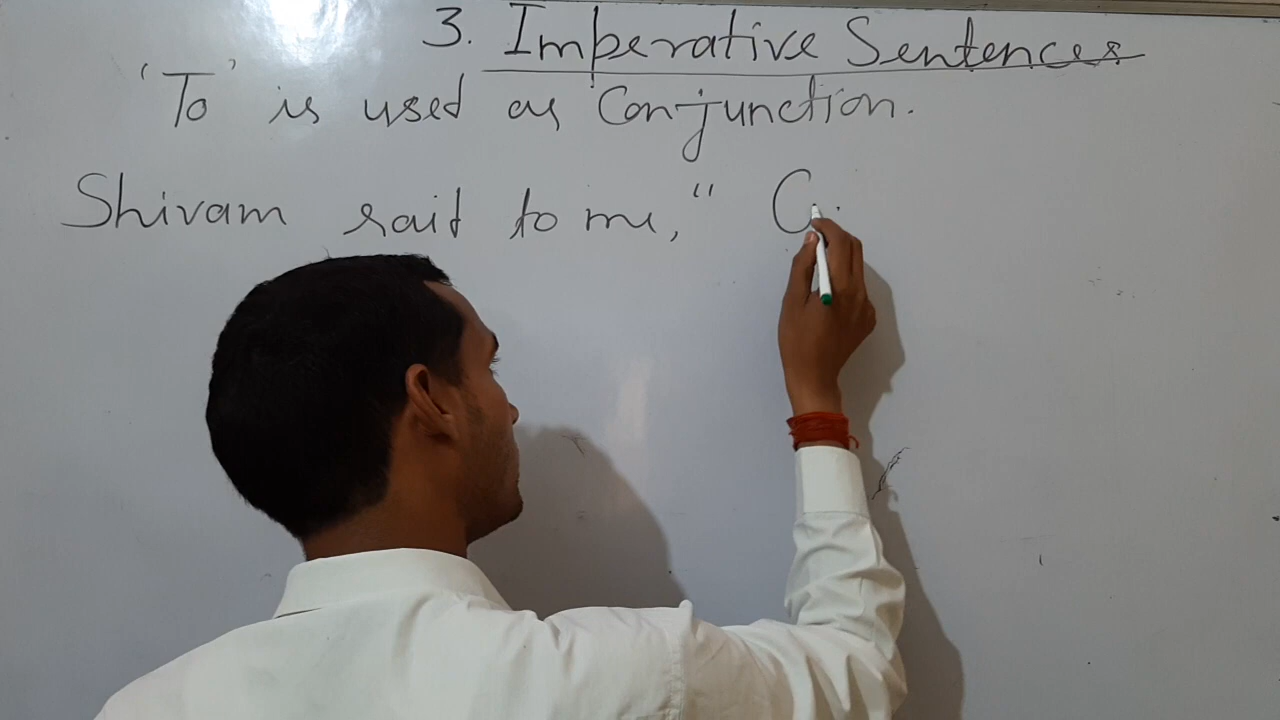 3. Imperative Sentences
'To' is used as Conjunction.
Shivam said to me, " C